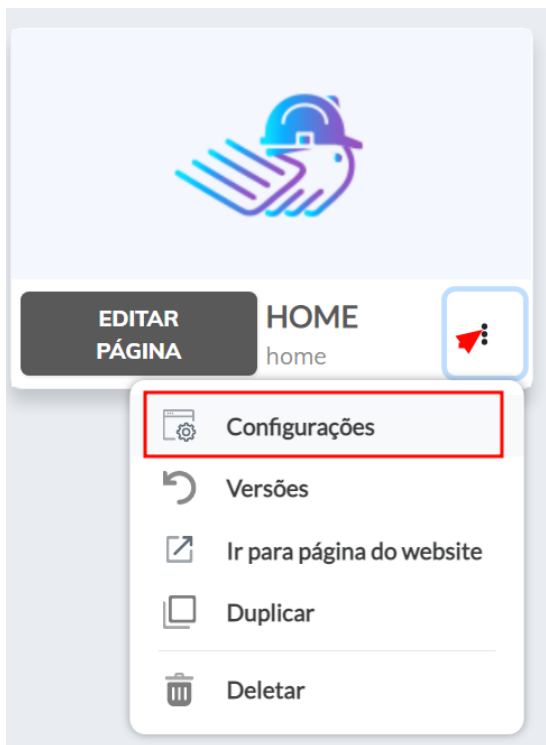 EDITAR
PÁGINA
HOME
home
Configurações
Versões
Ir para página do website
Duplicar
Deletar